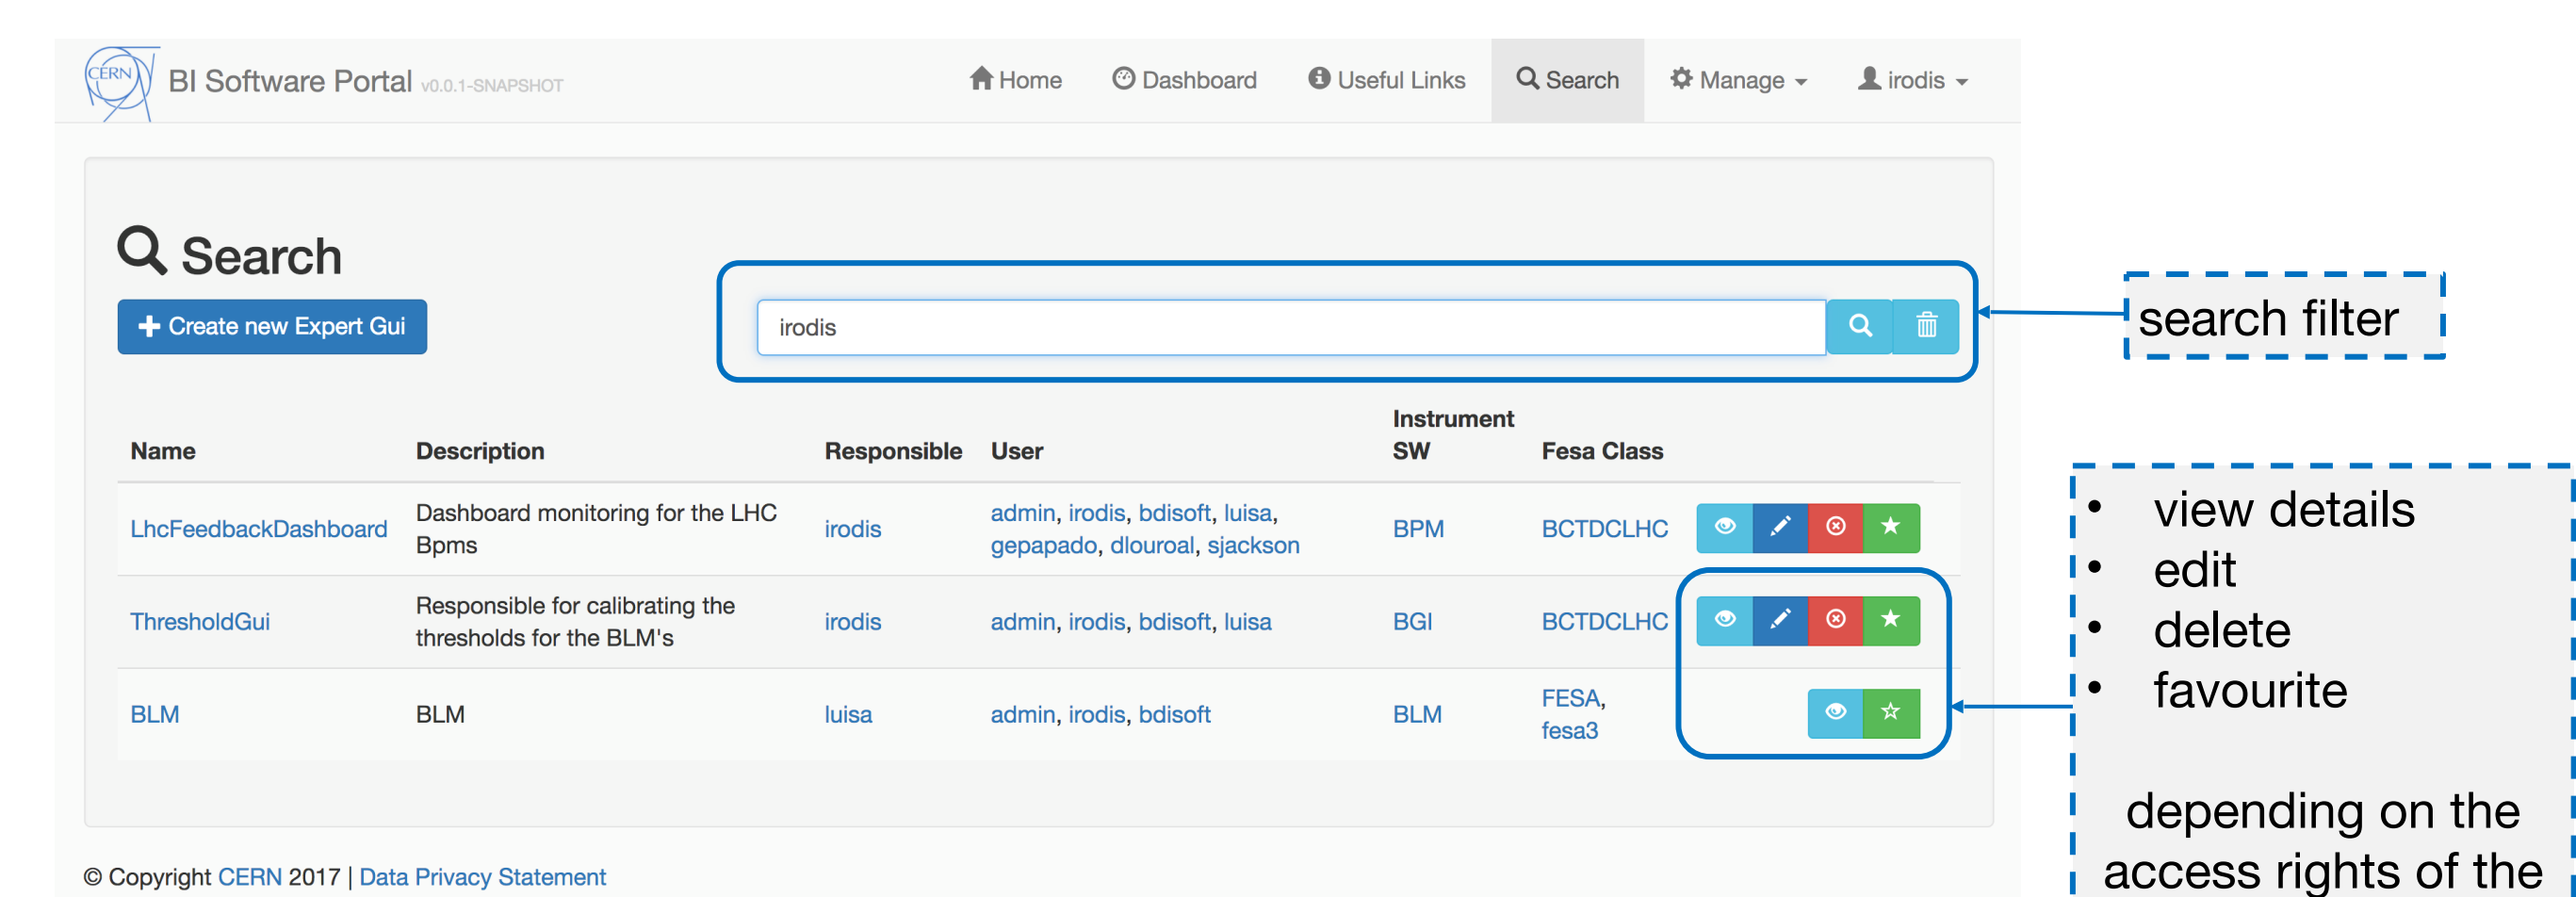 CERN
BI Software Portal v0.0.1-SNAPSHOT
Home Dashboard Useful Links Search Manage irodis
Search
Create new Expert Gui
irodis
search filter
Name Description Responsible User Instrument SW Fesa Class
LhcFeedbackDashboard
Dashboard monitoring for the LHC
Bpms
irodis
admin, irodis, bdisoft, luisa,
gepapado, dlouroal, sjackson
BPM
BCTDCLHC
ThresholdGui
Responsible for calibrating the
thresholds for the BLM's
irodis
admin, irodis, bdisoft, luisa
BGI
BCTDCLHC
BLM
BLM
luisa
admin, irodis, bdisoft
BLM
FESA,
fesa3
• view details
• edit
• delete
• favourite
depending on the
access rights of the
© Copyright CERN 2017 | Data Privacy Statement